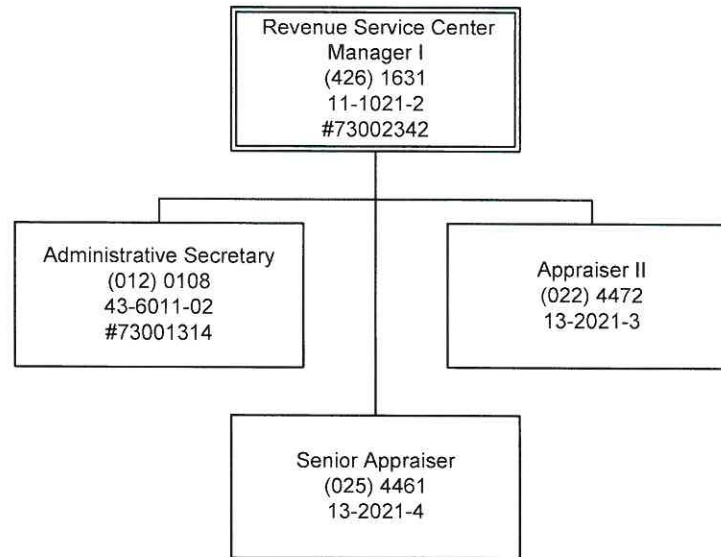 Revenue Service Center
Manager I
(426) 1631
11-1021-2
#73002342
Administrative Secretary
(012) 0108
43-6011-02
#73001314
Appraiser II
(022) 4472
13-2021-3
Senior Appraiser
(025) 4461
13-2021-4